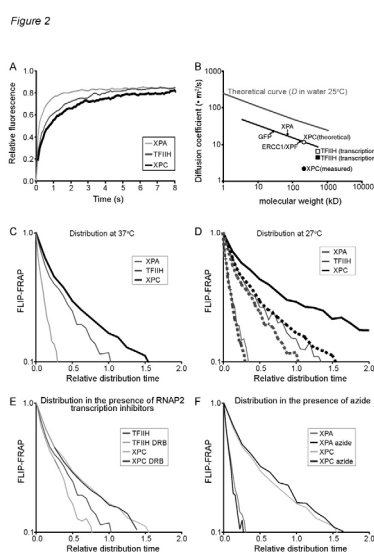 Figure 2
A
Relative fluorescence
1.0
0.8
0.6
0.4
0.2
0.0
0 1 2 3 4 5 6 7 8
Time (s)
XPA
TFIIH
XPC
B
Diffusion coefficient (• m²/s)
1000
100
10
1
1 10 100 1000 10000
molecular weight (kD)
Theoretical curve (D in water 25°C)
XPA
GFP
XPC(theoretical)
ERCC1/XPF
TFIIH (transcription
TFIIH (transcription
XPC(measured)
C
Distribution at 37°C
FLIP-FRAP
1.0
0.1
0.0 0.5 1.0 1.5 2.0
Relative distribution time
XPA
TFIIH
XPC
D
Distribution at 27°C
FLIP-FRAP
1.0
0.1
0.0 0.5 1.0 1.5 2.0
Relative distribution time
XPA
TFIIH
XPC
E
Distribution in the presence of RNAP2
transcription inhibitors
FLIP-FRAP
1.0
0.1
0.0 0.5 1.0 1.5 2.0
Relative distribution time
TFIIH
TFIIH DRB
XPC
XPC DRB
F
Distribution in the presence of azide
FLIP-FRAP
1.0
0.1
0.0 0.5 1.0 1.5 2.0
Relative distribution time
XPA
XPA azide
XPC
XPC azide